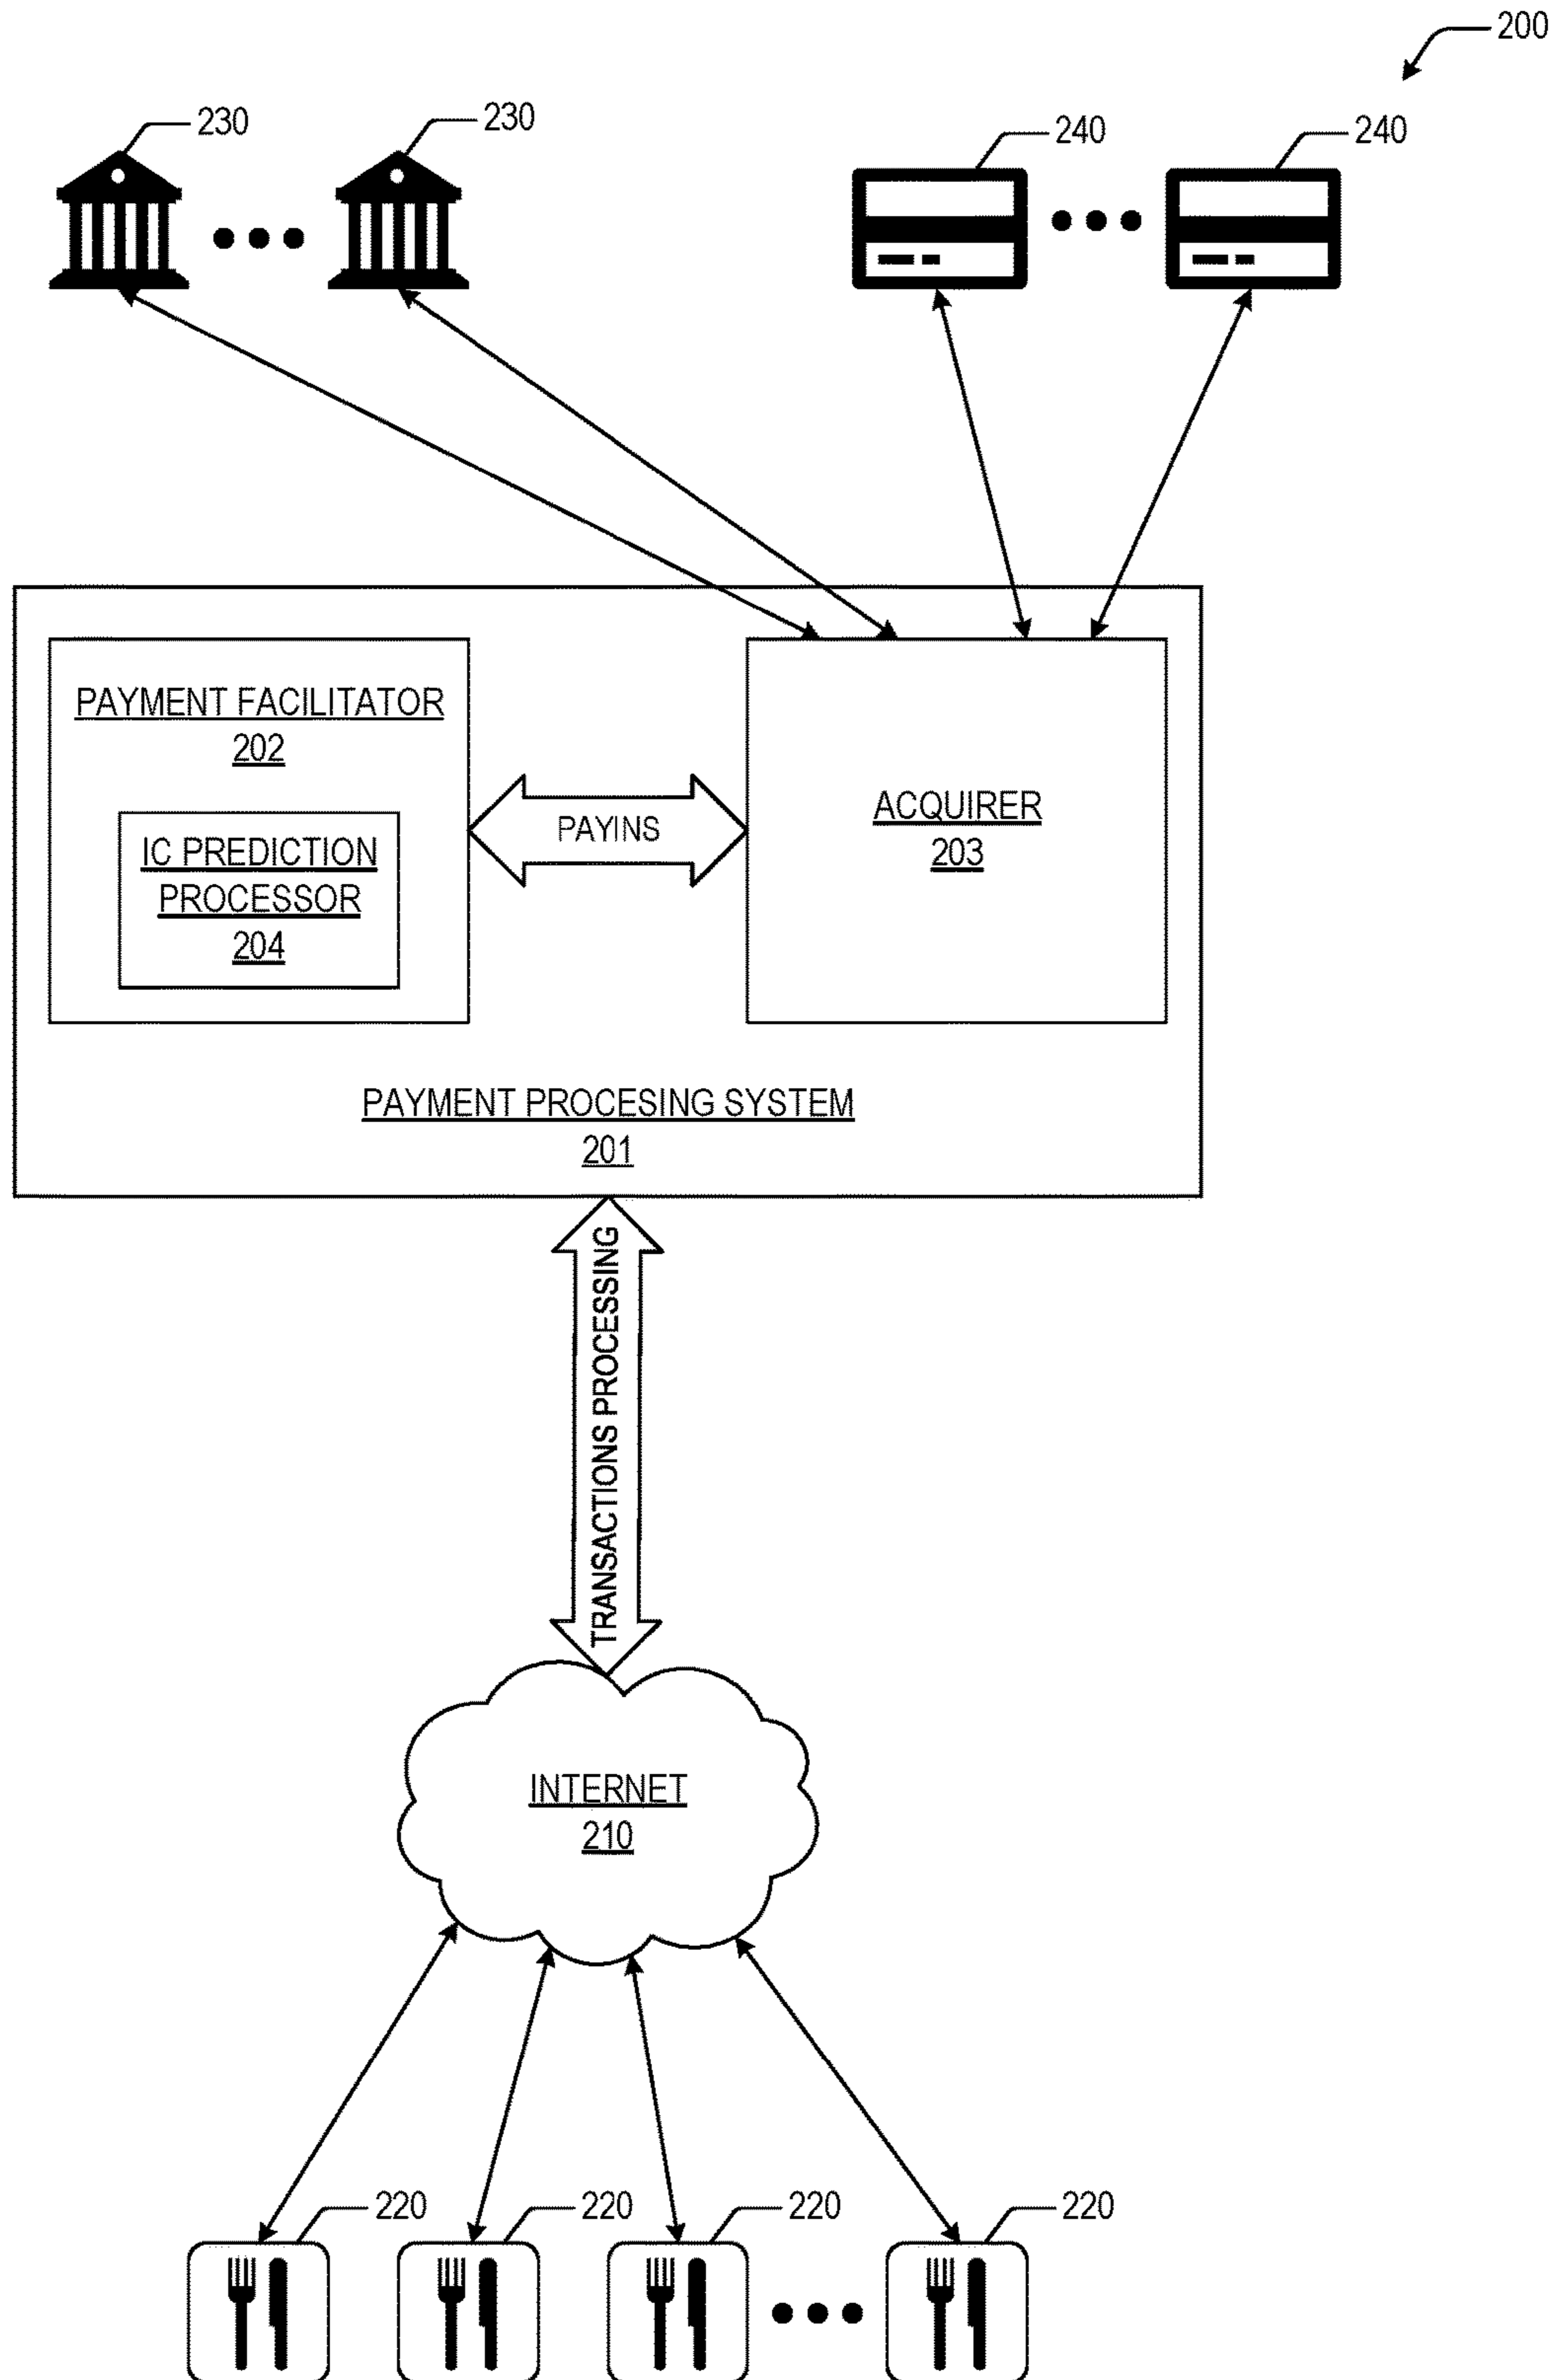 200
230
230
240
240
PAYMENT FACILITATOR
202
IC PREDICTION
PROCESSOR
204
PAYINS
ACQUIRER
203
PAYMENT PROCESING SYSTEM
201
TRANSACTIONS PROCESSING
INTERNET
210
220
220
220
220